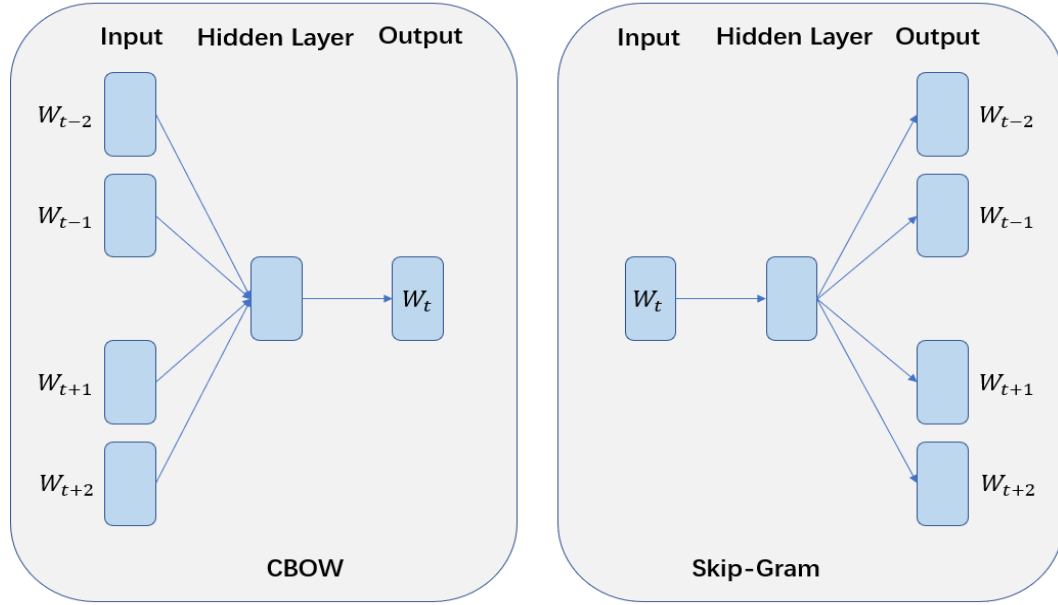 Input Hidden Layer Output
W_{t-2}
W_{t-1}
W_t
W_{t+1}
W_{t+2}
CBOW
Input Hidden Layer Output
W_{t-2}
W_{t-1}
W_t
W_{t+1}
W_{t+2}
Skip-Gram